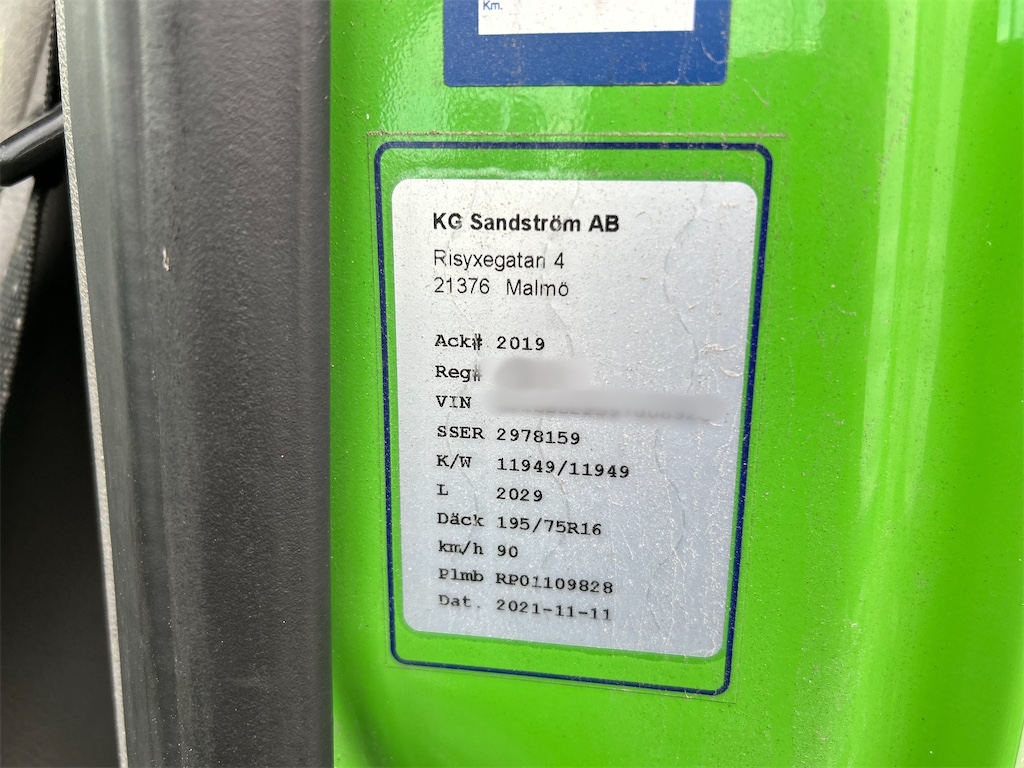 Km.
KG Sandström AB
Risyxegatan 4
21376 Malmö
Ack# 2019
Reg#
VIN
SSER 2978159
K/W 11949/11949
L 2029
Däck 195/75R16
km/h 90
Plmb RP01109828
Dat. 2021-11-11